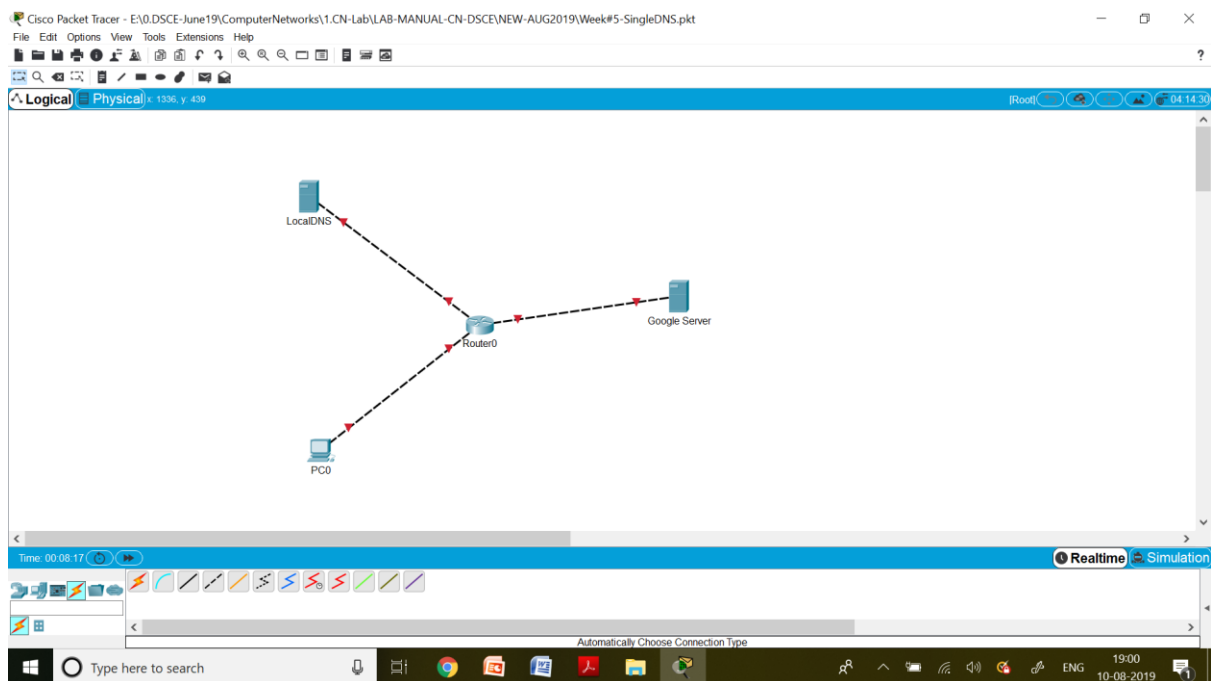 Cisco Packet Tracer - E:\0.DSCE-June19\ComputerNetworks\1.CN-Lab\LAB-MANUAL-CN-DSCE\NEW-AUG2019\Week#5-SingleDNS.pkt
File Edit Options View Tools Extensions Help
?
Logical Physical x: 1336, y: 439 [Root] 04:14:30
LocalDNS
Google Server
Router0
PC0
Time: 00:08:17 Realtime Simulation
Automatically Choose Connection Type
Type here to search ENG 19:00
10-08-2019 1